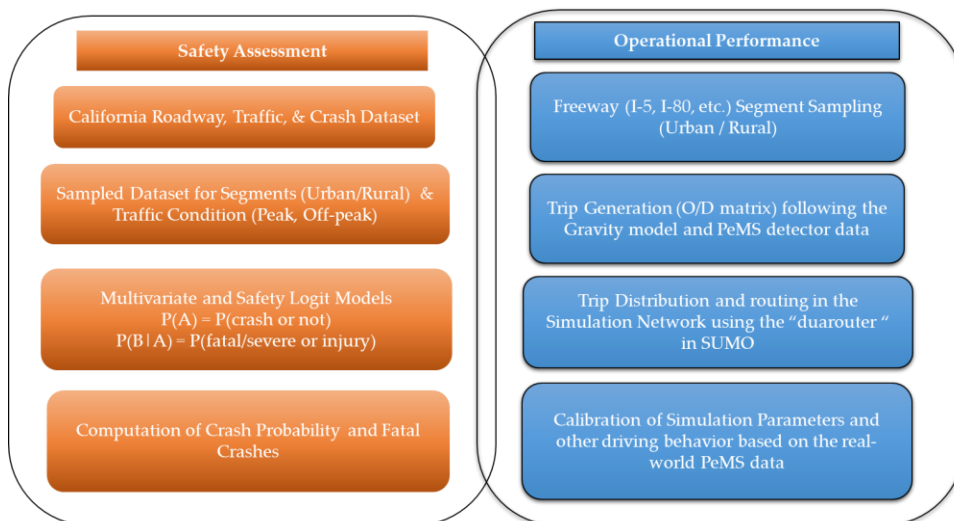 Safety Assessment
California Roadway, Traffic, & Crash Dataset
Sampled Dataset for Segments (Urban/Rural) &
Traffic Condition (Peak, Off-peak)
Multivariate and Safety Logit Models
P(A) = P(crash or not)
P(B|A) = P(fatal/severe or injury)
Computation of Crash Probability and Fatal
Crashes
Operational Performance
Freeway (I-5, I-80, etc.) Segment Sampling
(Urban / Rural)
Trip Generation (O/D matrix) following the
Gravity model and PeMS detector data
Trip Distribution and routing in the
Simulation Network using the “duarouter “
in SUMO
Calibration of Simulation Parameters and
other driving behavior based on the real-
world PeMS data